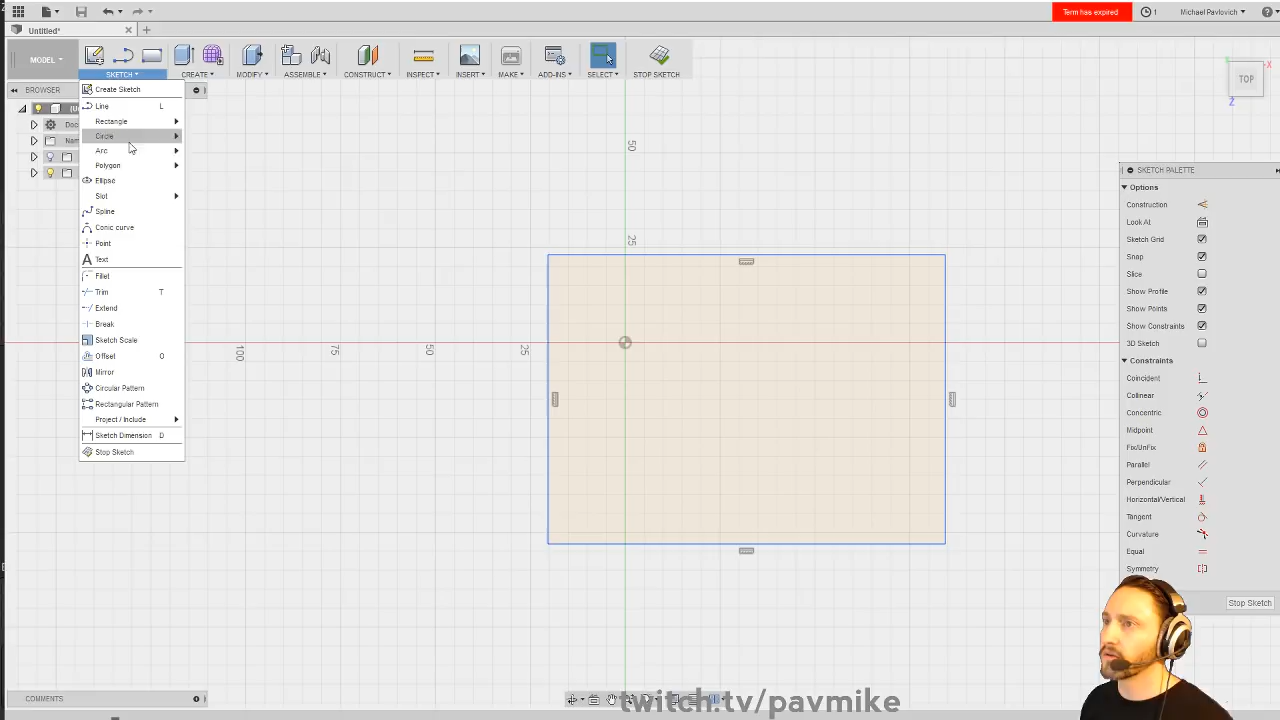 Term has expired
1
Michael Pavlovich
Untitled*
MODEL
SKETCH
CREATE
MODIFY
ASSEMBLE
CONSTRUCT
INSPECT
INSERT
MAKE
ADD-INS
SELECT
STOP SKETCH
BROWSER
Create Sketch
Line L
Rectangle
Circle
Arc
Polygon
Ellipse
Slot
Spline
Conic curve
Point
Text
Fillet
Trim T
Extend
Break
Sketch Scale
Offset O
Mirror
Circular Pattern
Rectangular Pattern
Project / Include
Sketch Dimension D
Stop Sketch
50
25
100
75
50
25
TOP
X
Z
SKETCH PALETTE
Options
Construction
Look At
Sketch Grid
Snap
Slice
Show Profile
Show Points
Show Constraints
3D Sketch
Constraints
Coincident
Collinear
Concentric
Midpoint
Fix/UnFix
Parallel
Perpendicular
Horizontal/Vertical
Tangent
Curvature
Equal
Symmetry
Stop Sketch
COMMENTS
twitch.tv/pavmike